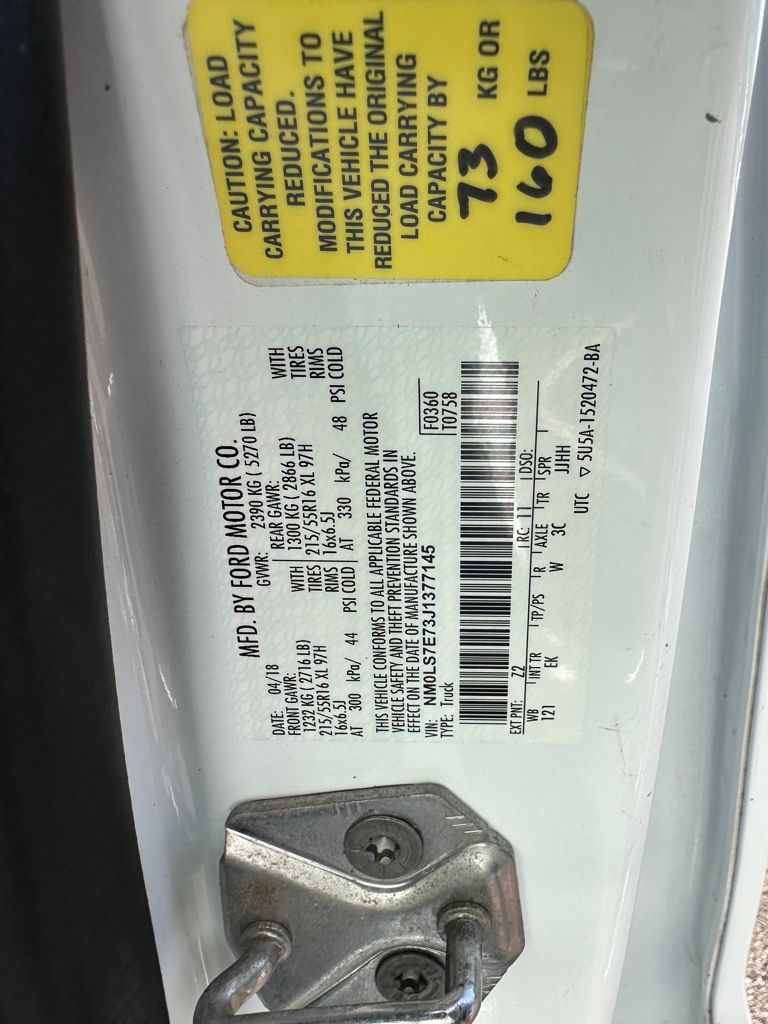 CAUTION: LOAD
CARRYING CAPACITY
REDUCED.
MODIFICATIONS TO
THIS VEHICLE HAVE
REDUCED THE ORIGINAL
LOAD CARRYING
CAPACITY BY
73 KG OR
160 LBS
MFD. BY FORD MOTOR CO.
DATE: 04/18 GVWR: 2390 KG ( 5270 LB)
FRONT GAWR: REAR GAWR: WITH
1232 KG ( 2716 LB) WITH 1300 KG ( 2866 LB) TIRES
215/55R16 XL 97H TIRES 215/55R16 XL 97H RIMS
16x6.5J RIMS 16x6.5J
AT 300 kPa/ 44 PSI COLD AT 330 kPa/ 48 PSI COLD
THIS VEHICLE CONFORMS TO ALL APPLICABLE FEDERAL MOTOR
VEHICLE SAFETY AND THEFT PREVENTION STANDARDS IN
EFFECT ON THE DATE OF MANUFACTURE SHOWN ABOVE.
VIN: NM0LS7E73J1377145 F0360
TYPE: Truck T0758
EXT PNT: Z2 RC: 11 DSO:
WB INT TR TP/PS R AXLE TR SPR
121 EK W 3C JJHH
UTC ▽ 5U5A-1520472-BA